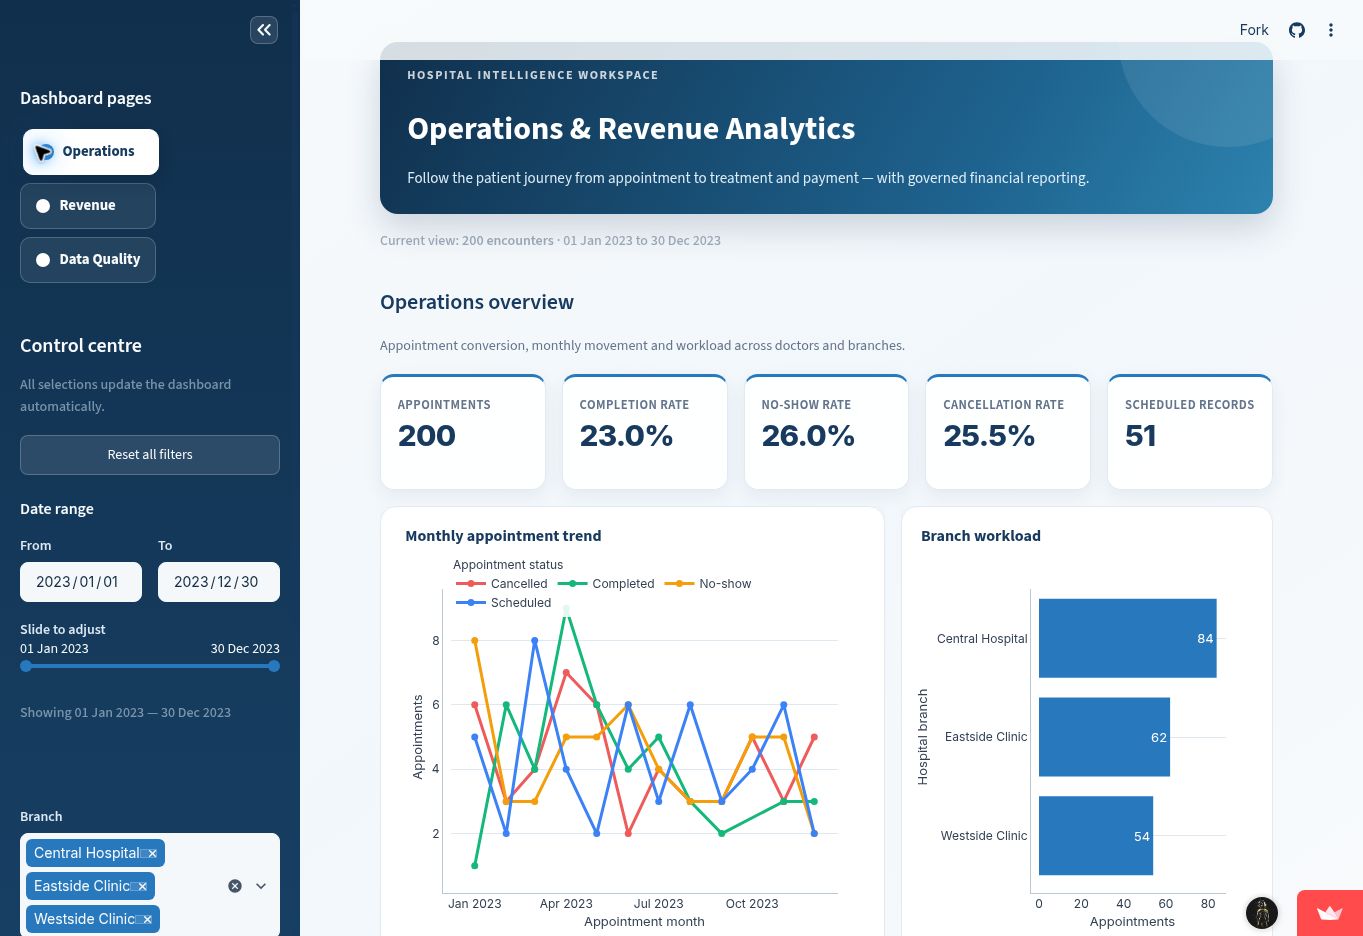 Fork
Dashboard pages
Operations
Revenue
Data Quality
Control centre
All selections update the dashboard
automatically.
Reset all filters
Date range
From To
2023/01/01 2023/12/30
Slide to adjust
01 Jan 2023 30 Dec 2023
Showing 01 Jan 2023 — 30 Dec 2023
Branch
Central Hospital
Eastside Clinic
Westside Clinic
HOSPITAL INTELLIGENCE WORKSPACE
Operations & Revenue Analytics
Follow the patient journey from appointment to treatment and payment — with governed financial reporting.
Current view: 200 encounters · 01 Jan 2023 to 30 Dec 2023
Operations overview
Appointment conversion, monthly movement and workload across doctors and branches.
APPOINTMENTS
200
COMPLETION RATE
23.0%
NO-SHOW RATE
26.0%
CANCELLATION RATE
25.5%
SCHEDULED RECORDS
51
Monthly appointment trend
Appointment status
Cancelled Completed No-show
Scheduled
8
6
4
2
Appointments
Jan 2023 Apr 2023 Jul 2023 Oct 2023
Appointment month
Branch workload
Hospital branch
Central Hospital 84
Eastside Clinic 62
Westside Clinic 54
0 20 40 60 80
Appointments